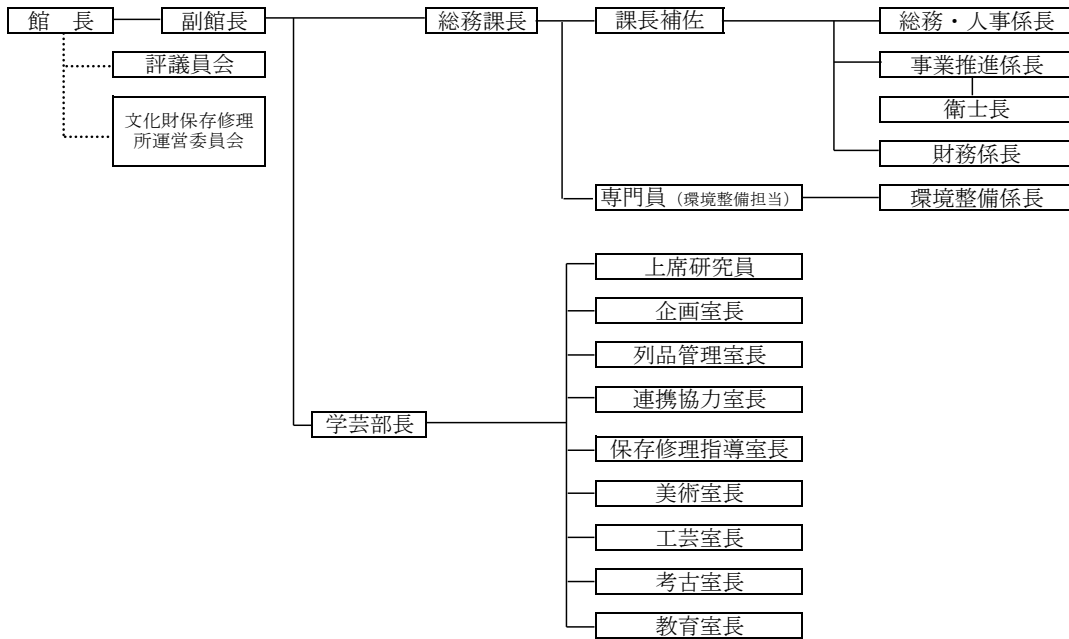 館　長
副館長
総務課長
課長補佐
総務・人事係長
評議員会
事業推進係長
文化財保存修理
所運営委員会
衛士長
財務係長
専門員（環境整備担当）
環境整備係長
上席研究員
企画室長
列品管理室長
連携協力室長
学芸部長
保存修理指導室長
美術室長
工芸室長
考古室長
教育室長